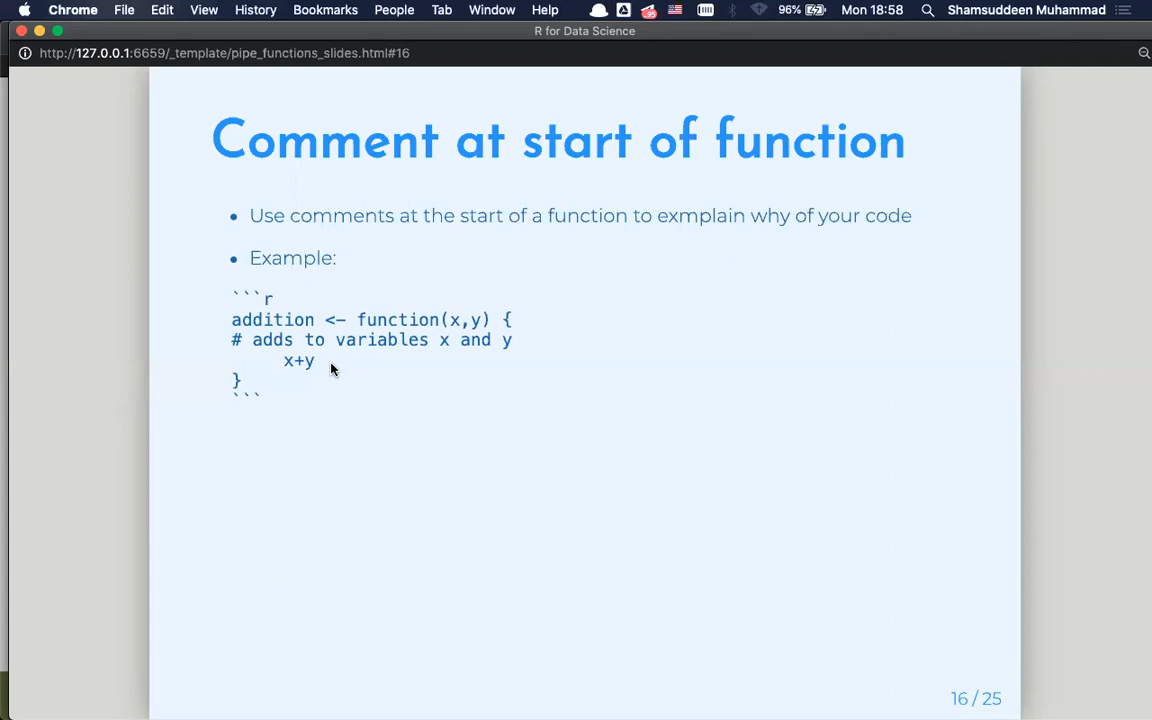 Chrome File Edit View History Bookmarks People Tab Window Help 96% Mon 18:58 Shamsuddeen Muhammad
R for Data Science
http://127.0.0.1:6659/_template/pipe_functions_slides.html#16
Comment at start of function
• Use comments at the start of a function to exmplain why of your code
• Example:
```r
addition <- function(x,y) {
# adds to variables x and y
x+y
}
```
16 / 25